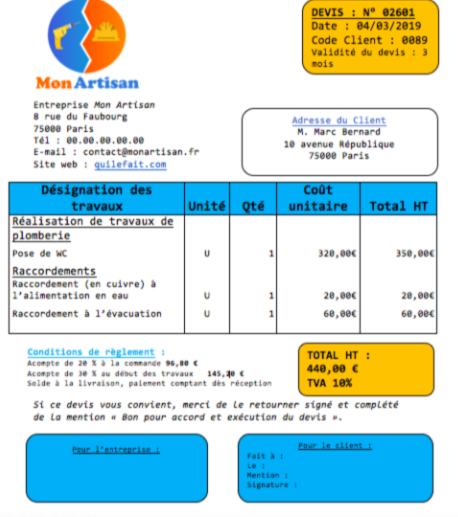 DEVIS : N° 02601
Date : 04/03/2019
Code Client : 0089
Validité du devis : 3
mois
Mon Artisan
Entreprise Mon Artisan
8 rue du Faubourg
75000 Paris
Tél : 00.00.00.00.00
E-mail : contact@monartisan.fr
Site web : quilefait.com
Adresse du Client
M. Marc Bernard
10 avenue République
75000 Paris
Désignation des travaux Unité Qté Coût unitaire Total HT
Réalisation de travaux de
plomberie
Pose de WC U 1 320,00€ 350,00€
Raccordements
Raccordement (en cuivre) à
l'alimentation en eau U 1 20,00€ 20,00€
Raccordement à l'évacuation U 1 60,00€ 60,00€
Conditions de règlement :
Acompte de 20 % à la commande 96,80 €
Acompte de 30 % au début des travaux 145,20 €
Solde à la livraison, paiement comptant dès réception
TOTAL HT :
440,00 €
TVA 10%
Si ce devis vous convient, merci de le retourner signé et complété
de la mention « Bon pour accord et exécution du devis ».
Pour l'entreprise :
Pour le client :
Fait à :
Le :
Mention :
Signature :